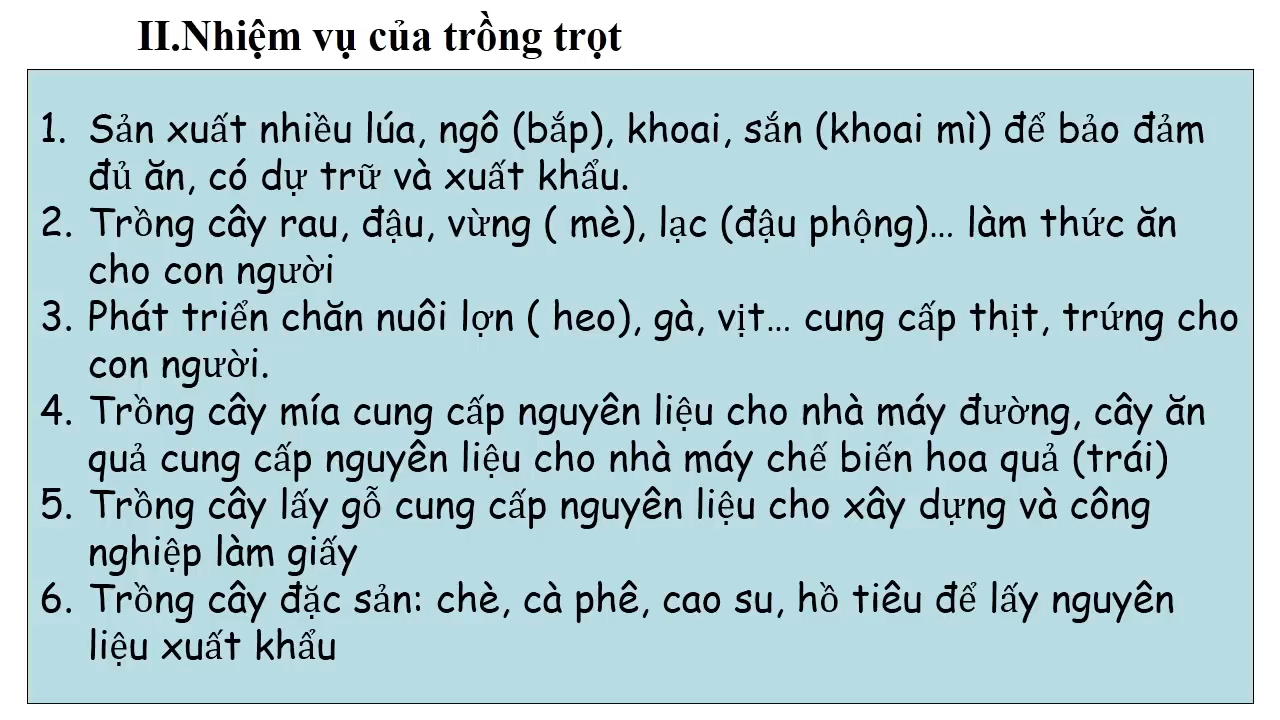 II.Nhiệm vụ của trồng trọt
1. Sản xuất nhiều lúa, ngô (bắp), khoai, sắn (khoai mì) để bảo đảm
đủ ăn, có dự trữ và xuất khẩu.
2. Trồng cây rau, đậu, vừng ( mè), lạc (đậu phộng)... làm thức ăn
cho con người
3. Phát triển chăn nuôi lợn ( heo), gà, vịt... cung cấp thịt, trứng cho
con người.
4. Trồng cây mía cung cấp nguyên liệu cho nhà máy đường, cây ăn
quả cung cấp nguyên liệu cho nhà máy chế biến hoa quả (trái)
5. Trồng cây lấy gỗ cung cấp nguyên liệu cho xây dựng và công
nghiệp làm giấy
6. Trồng cây đặc sản: chè, cà phê, cao su, hồ tiêu để lấy nguyên
liệu xuất khẩu